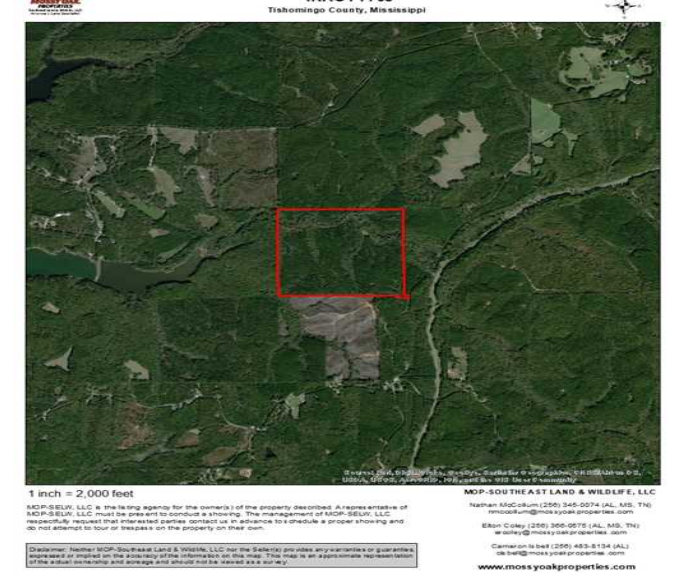 MOSSY OAK
PROPERTIES
Tishomingo County, Mississippi
1 inch = 2,000 feet
MOP-SELW, LLC is the listing agency for the owner(s) of the property described. A representative of
MOP-SELW, LLC must be present to conduct a showing. The management of MOP-SELW, LLC
respectfully request that interested parties contact us in advance to schedule a proper showing and
do not attempt to tour or trespass on the property on their own.
Disclaimer: Neither MOP-Southeast Land & Wildlife, LLC nor the Seller(s) provides any warranties or guaranties,
expressed or implied on the accuracy of the information on this map. This map is an approximate representation
of the actual ownership and acreage and should not be viewed as a survey.
MOP-SOUTHEAST LAND & WILDLIFE, LLC
Nathan McCollum (256) 345-0074 (AL, MS, TN)
nmccollum@mossyoakproperties.com
Elton Coley (256) 366-0575 (AL, MS, TN)
ercoley@mossyoakproperties.com
Cameron Isbell (256) 483-8134 (AL)
cisbell@mossyoakproperties.com
www.mossyoakproperties.com